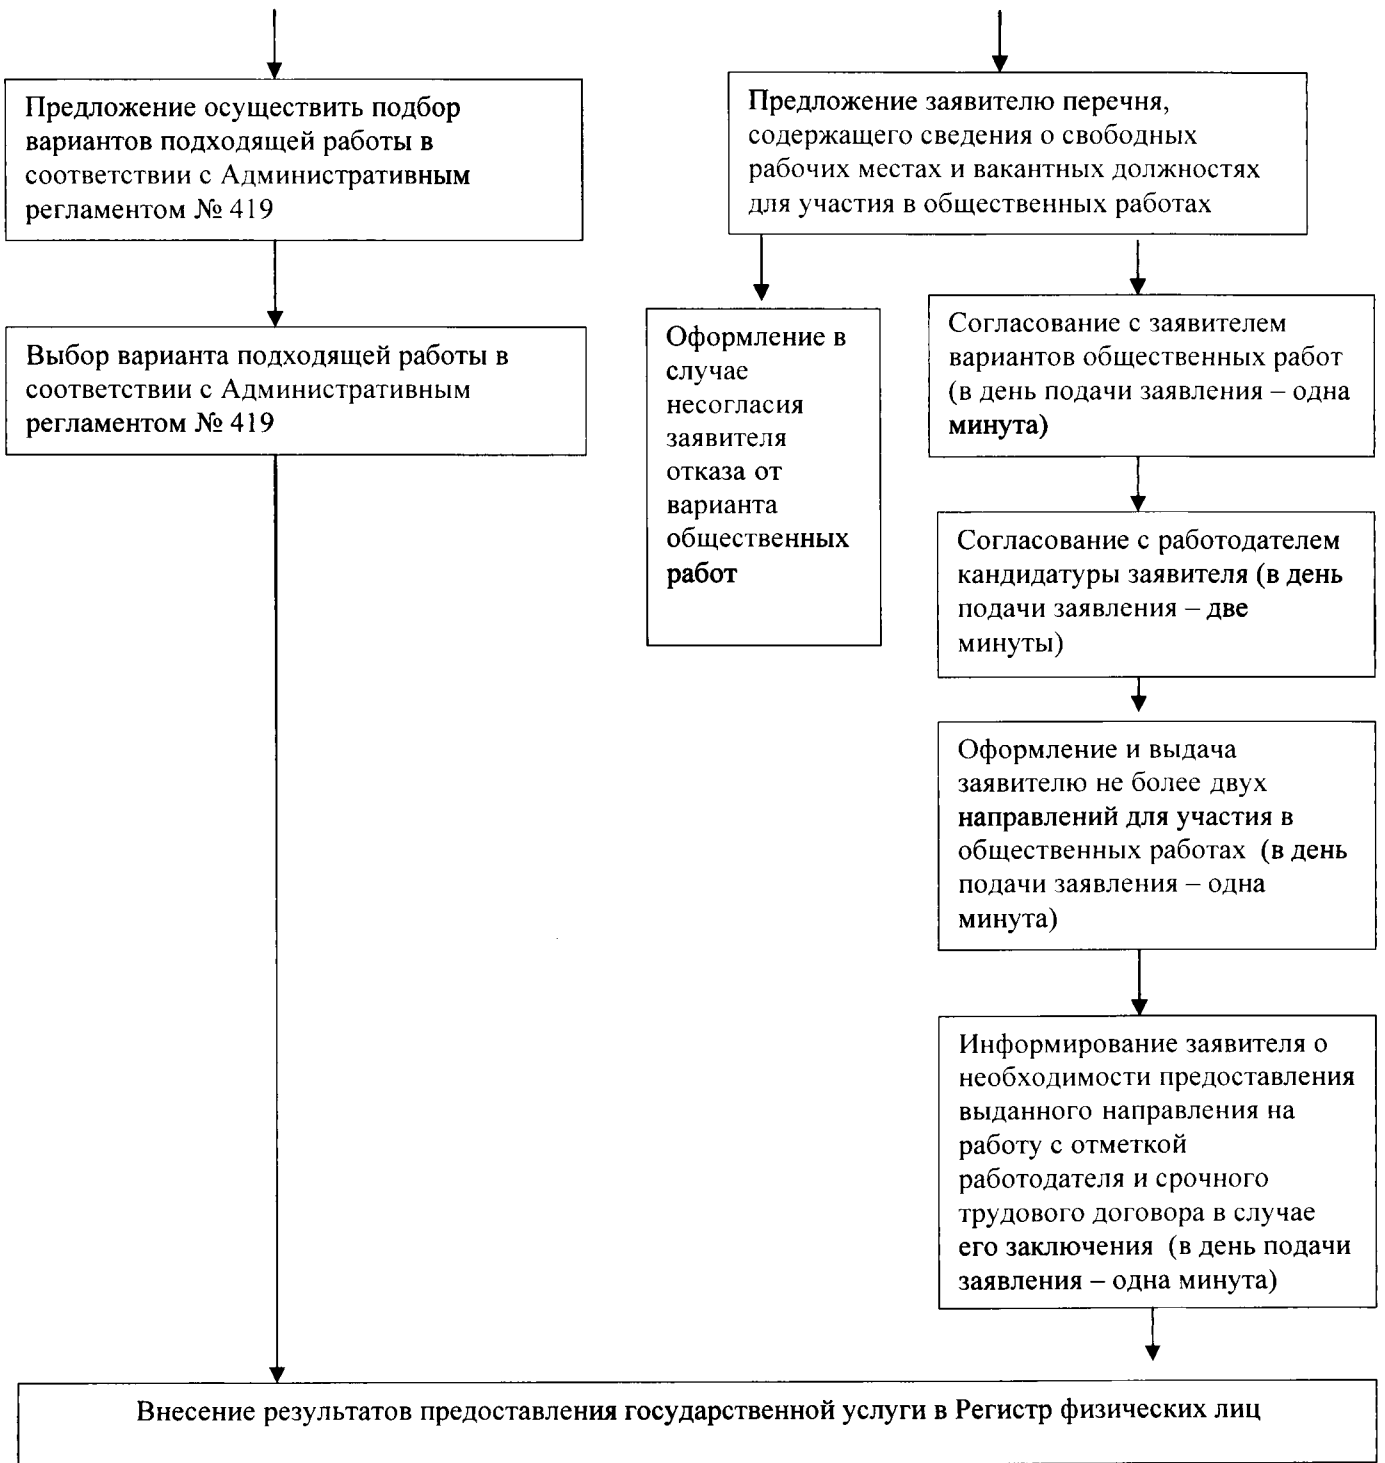 Предложение осуществить подбор
вариантов подходящей работы в
соответствии с Административным
регламентом № 419
Предложение заявителю перечня,
содержащего сведения о свободных
рабочих местах и вакантных должностях
для участия в общественных работах
Выбор варианта подходящей работы в
соответствии с Административным
регламентом № 419
Оформление в
случае
несогласия
заявителя
отказа от
варианта
общественных
работ
Согласование с заявителем
вариантов общественных работ
(в день подачи заявления – одна
минута)
Согласование с работодателем
кандидатуры заявителя (в день
подачи заявления – две
минуты)
Оформление и выдача
заявителю не более двух
направлений для участия в
общественных работах (в день
подачи заявления – одна
минута)
Информирование заявителя о
необходимости предоставления
выданного направления на
работу с отметкой
работодателя и срочного
трудового договора в случае
его заключения (в день подачи
заявления – одна минута)
Внесение результатов предоставления государственной услуги в Регистр физических лиц